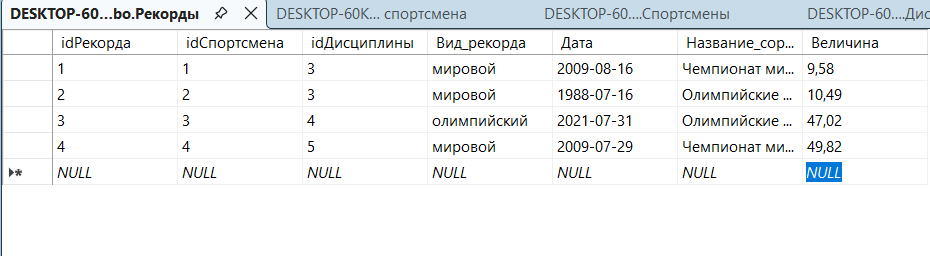 DESKTOP-60...bo.Рекорды DESKTOP-60K... спортсмена DESKTOP-60....Спортсмены DESKTOP-60....Дис
idРекорда idСпортсмена idДисциплины Вид_рекорда Дата Название_сор... Величина
1 1 3 мировой 2009-08-16 Чемпионат ми... 9,58
2 2 3 мировой 1988-07-16 Олимпийские ... 10,49
3 3 4 олимпийский 2021-07-31 Олимпийские ... 47,02
4 4 5 мировой 2009-07-29 Чемпионат ми... 49,82
NULL NULL NULL NULL NULL NULL NULL